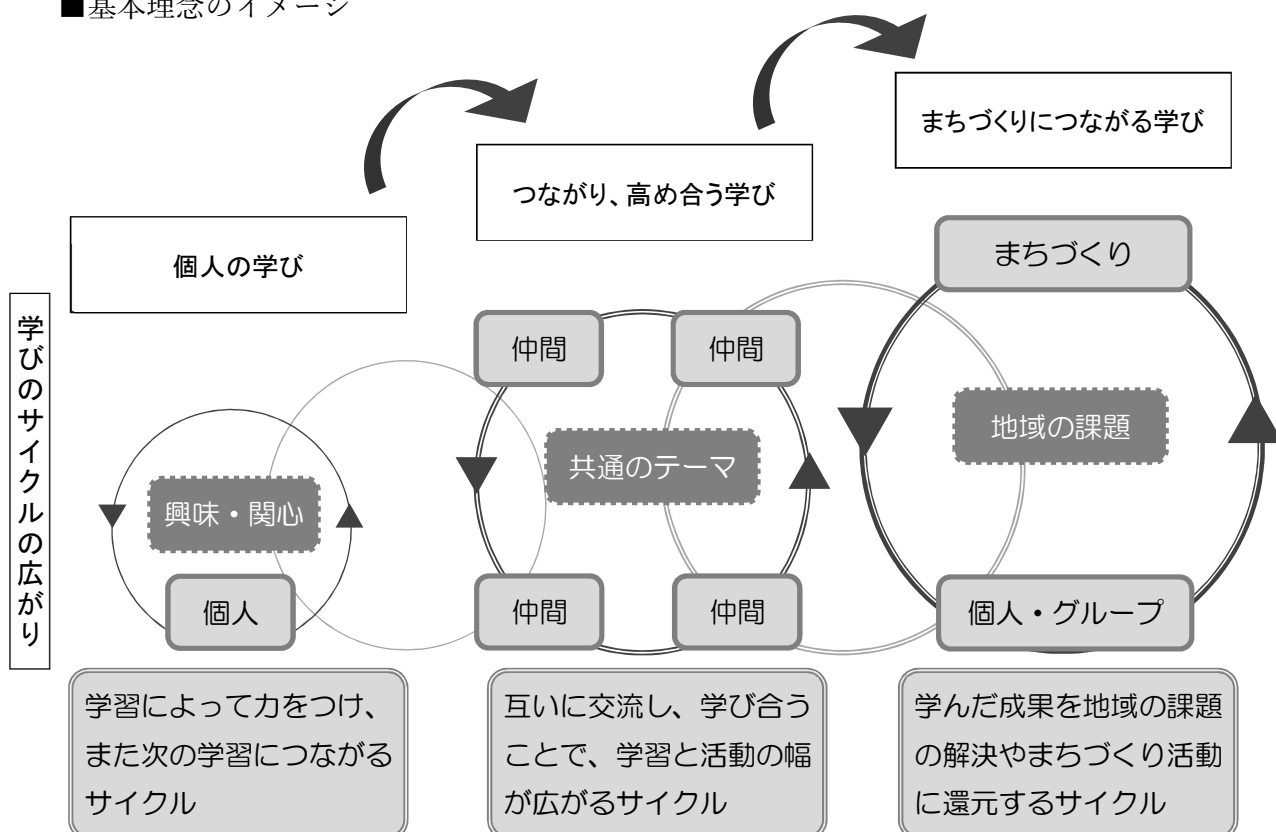 ■基本理念のイメージ
まちづくりにつながる学び
つながり、高め合う学び
個人の学び
学びのサイクルの広がり
まちづくり
仲間
仲間
地域の課題
共通のテーマ
興味・関心
個人
仲間
仲間
個人・グループ
学習によって力をつけ、
また次の学習につながる
サイクル
互いに交流し、学び合う
ことで、学習と活動の幅
が広がるサイクル
学んだ成果を地域の課題
の解決やまちづくり活動
に還元するサイクル